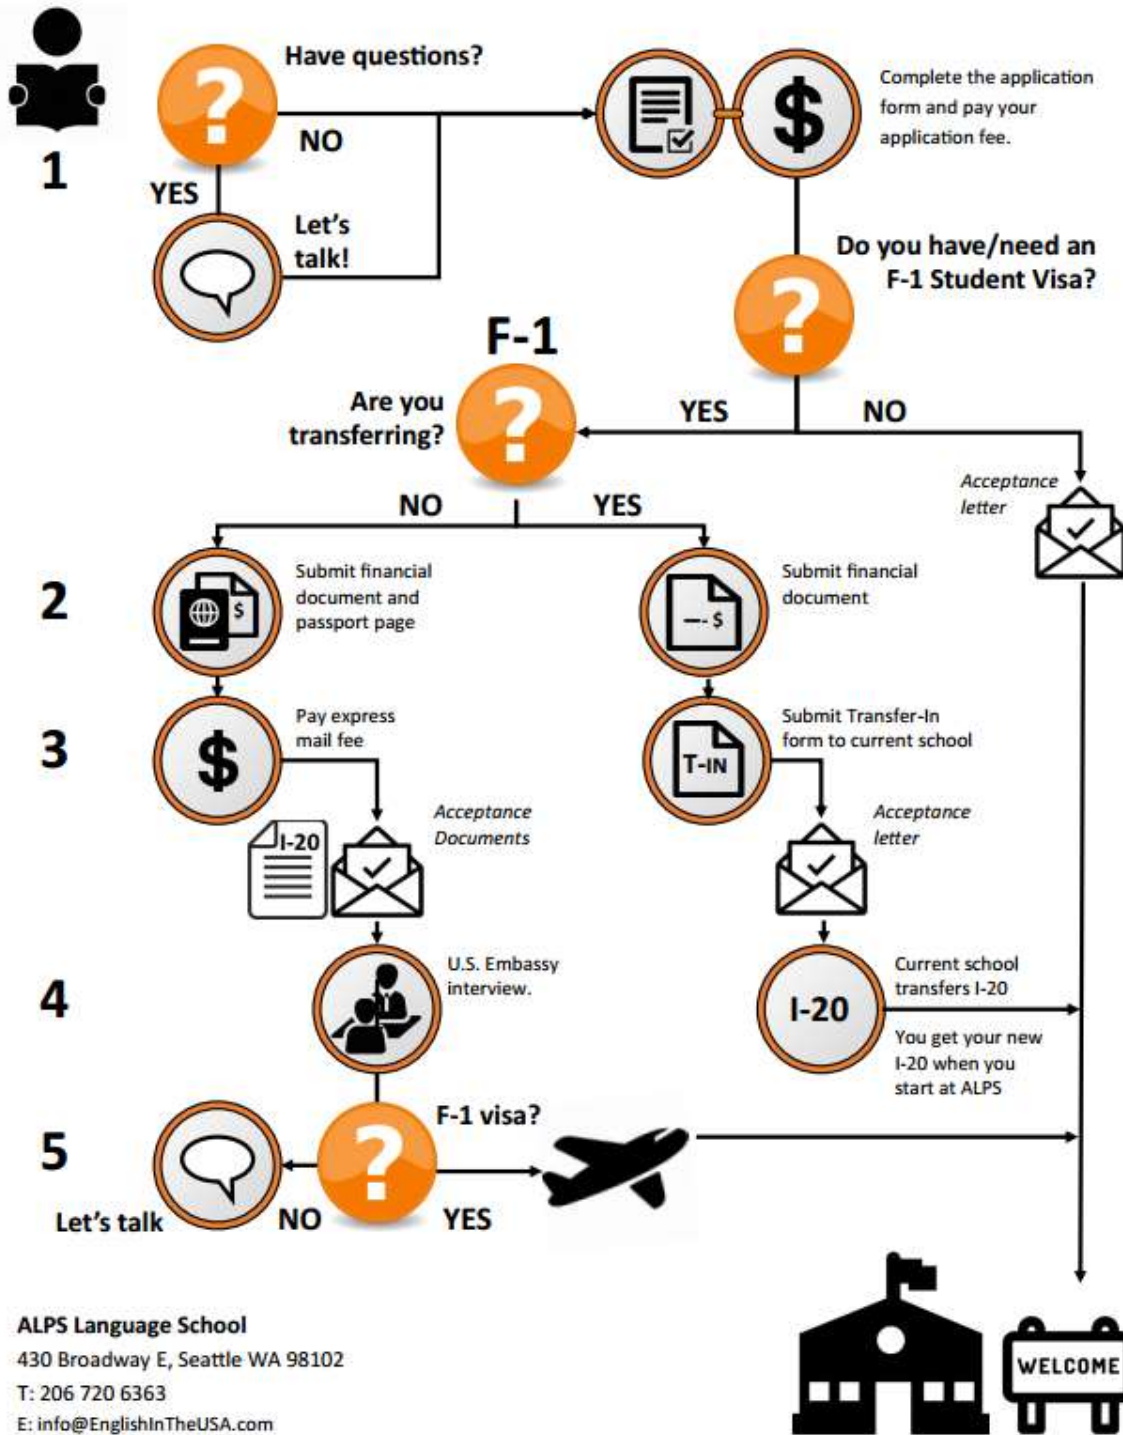 Have questions?
?
1
NO
YES
Let's
talk!
$
Complete the application
form and pay your
application fee.
Do you have/need an
F-1 Student Visa?
?
F-1
Are you
transferring?
?
YES
NO
Acceptance
letter
NO
YES
2
$
Submit financial
document and
passport page
--- $
Submit financial
document
3
$
Pay express
mail fee
T-IN
Submit Transfer-In
form to current school
I-20
Acceptance
Documents
Acceptance
letter
4
U.S. Embassy
interview.
I-20
Current school
transfers I-20
You get your new
I-20 when you
start at ALPS
5
F-1 visa?
?
Let's talk
NO
YES
ALPS Language School
430 Broadway E, Seattle WA 98102
T: 206 720 6363
E: info@EnglishInTheUSA.com
WELCOME